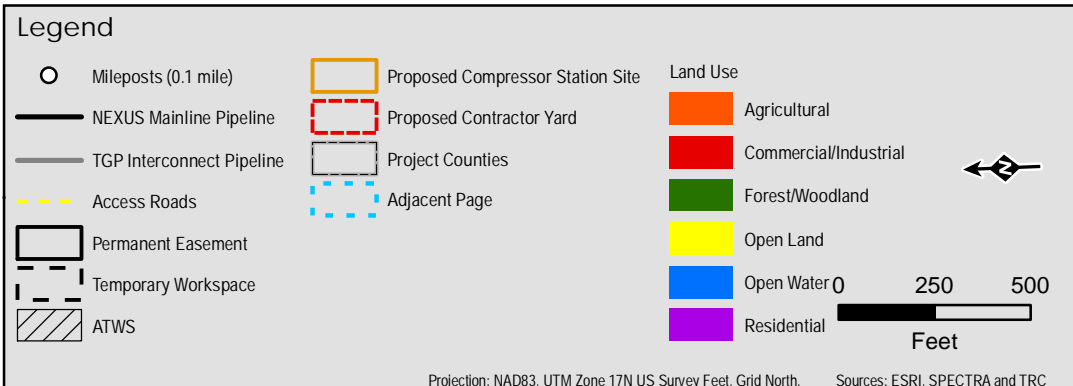 Legend
Mileposts (0.1 mile)
NEXUS Mainline Pipeline
TGP Interconnect Pipeline
Access Roads
Permanent Easement
Temporary Workspace
ATWS
Proposed Compressor Station Site
Proposed Contractor Yard
Project Counties
Adjacent Page
Land Use
Agricultural
Commercial/Industrial
Forest/Woodland
Open Land
Open Water
Residential
N
0 250 500
Feet
Projection: NAD83, UTM Zone 17N US Survey Feet, Grid North. Sources: ESRI, SPECTRA and TRC